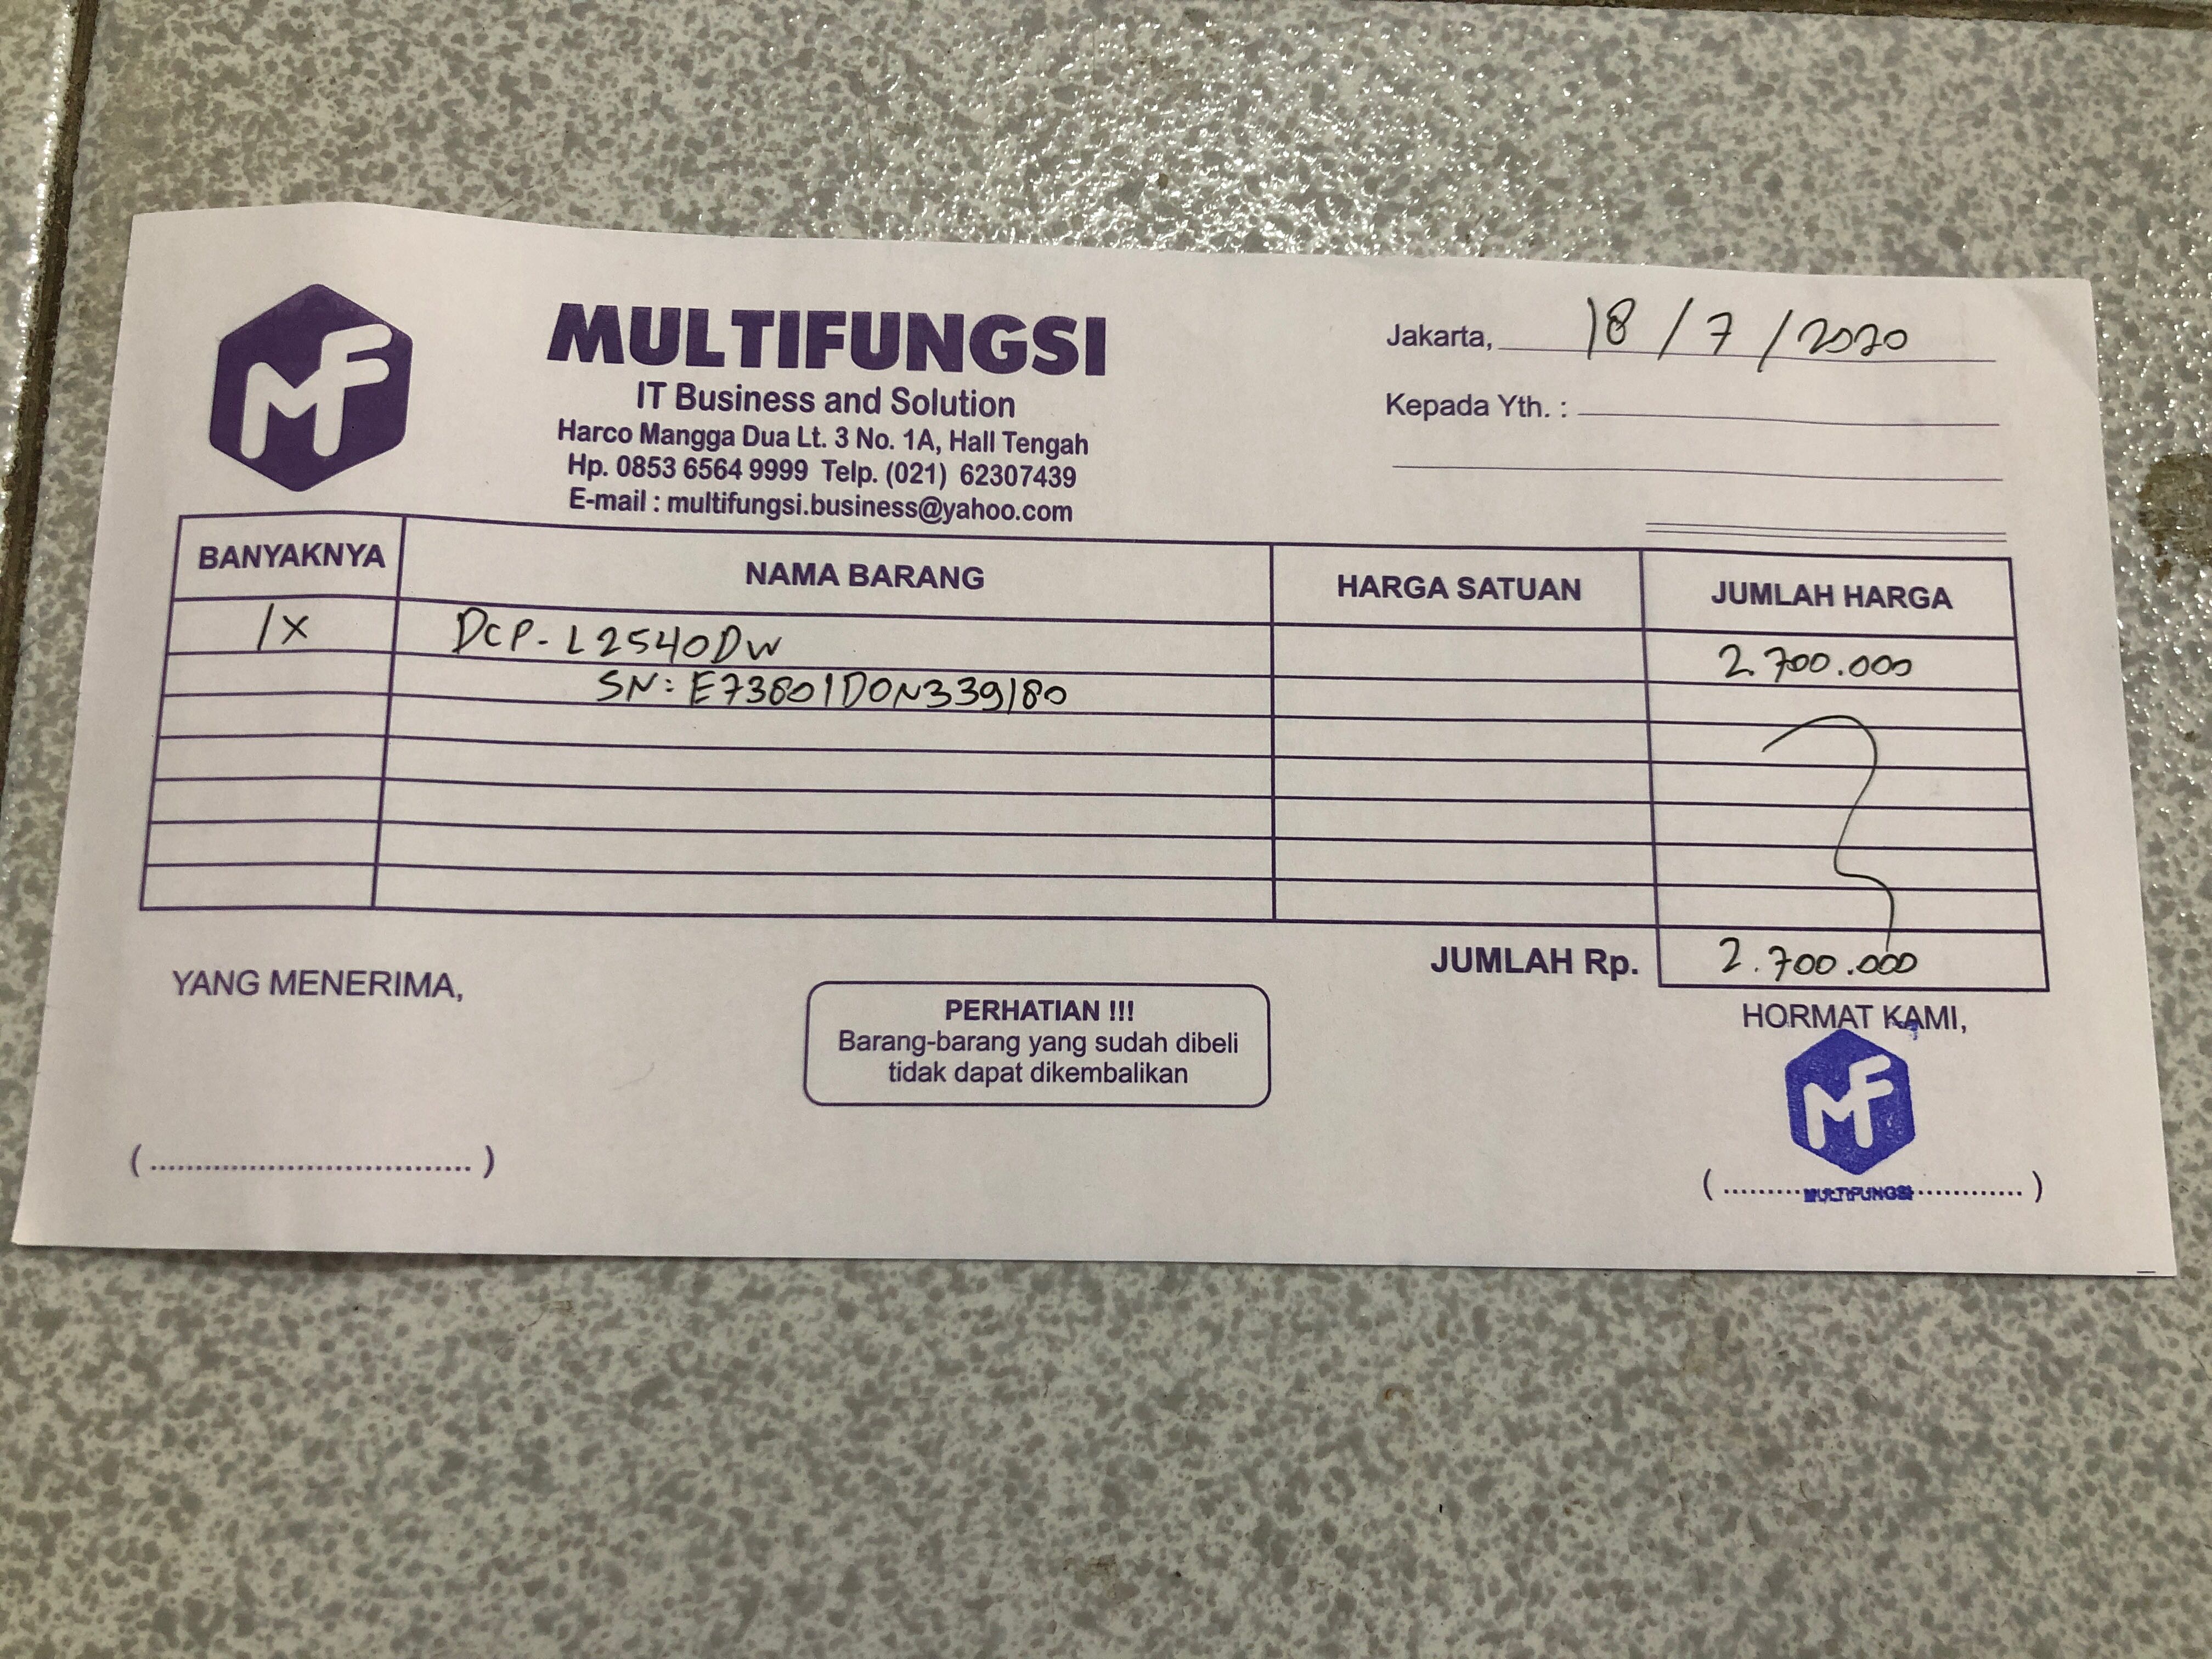 MF
MULTIFUNGSI
IT Business and Solution
Harco Mangga Dua Lt. 3 No. 1A, Hall Tengah
Hp. 0853 6564 9999 Telp. (021) 62307439
E-mail : multifungsi.business@yahoo.com
Jakarta, 18/7/2020
Kepada Yth. :
BANYAKNYA NAMA BARANG HARGA SATUAN JUMLAH HARGA
1X DCP-L2540DW 2.700.000
SN: E73801D0N339180
JUMLAH Rp. 2.700.000
YANG MENERIMA,
PERHATIAN !!!
Barang-barang yang sudah dibeli
tidak dapat dikembalikan
HORMAT KAMI,
MF
(...................................)
(.........MULTIFUNGSI............)